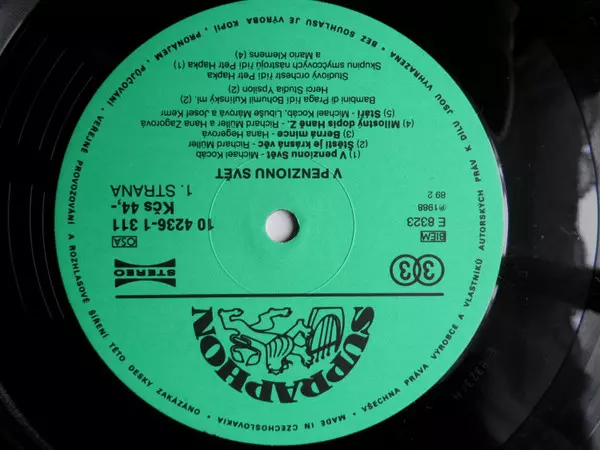 SUPRAPHON
STEREO
33
OSA
BIEM
10 4236-1 311
E 8323
Kčs 44,-
℗1988
1. STRANA
89 2
V PENZIONU SVĚT
(1) V penzionu Svět - Michael Kocáb
(2) Štěstí je krásná věc - Richard Müller
(3) Berná mince - Hana Hegerová
(4) Milostný dopis Haně Z. - Richard Müller a Hana Zagorová
(5) Stáří - Michael Kocáb, Libuše Márová a Josef Kemr
Bambini di Praga řídí Bohumil Kulínský ml. (2)
Herci Studia Ypsilon (2)
Studiový orchestr řídí Petr Hapka
Skupinu smyčcových nástrojů řídí Petr Hapka (1)
a Mario Klemens (4)
MADE IN CZECHOSLOVAKIA • VŠECHNA PRÁVA VÝROBCE A VLASTNÍKŮ AUTORSKÝCH PRÁV K DÍLU JSOU VYHRAZENA • BEZ SOUHLASU JE VÝROBA KOPIÍ, PRONÁJEM, PŮJČOVÁNÍ, VEŘEJNÉ PROVOZOVÁNÍ A ROZHLASOVÉ ŠÍŘENÍ TÉTO DESKY ZAKÁZÁNO •